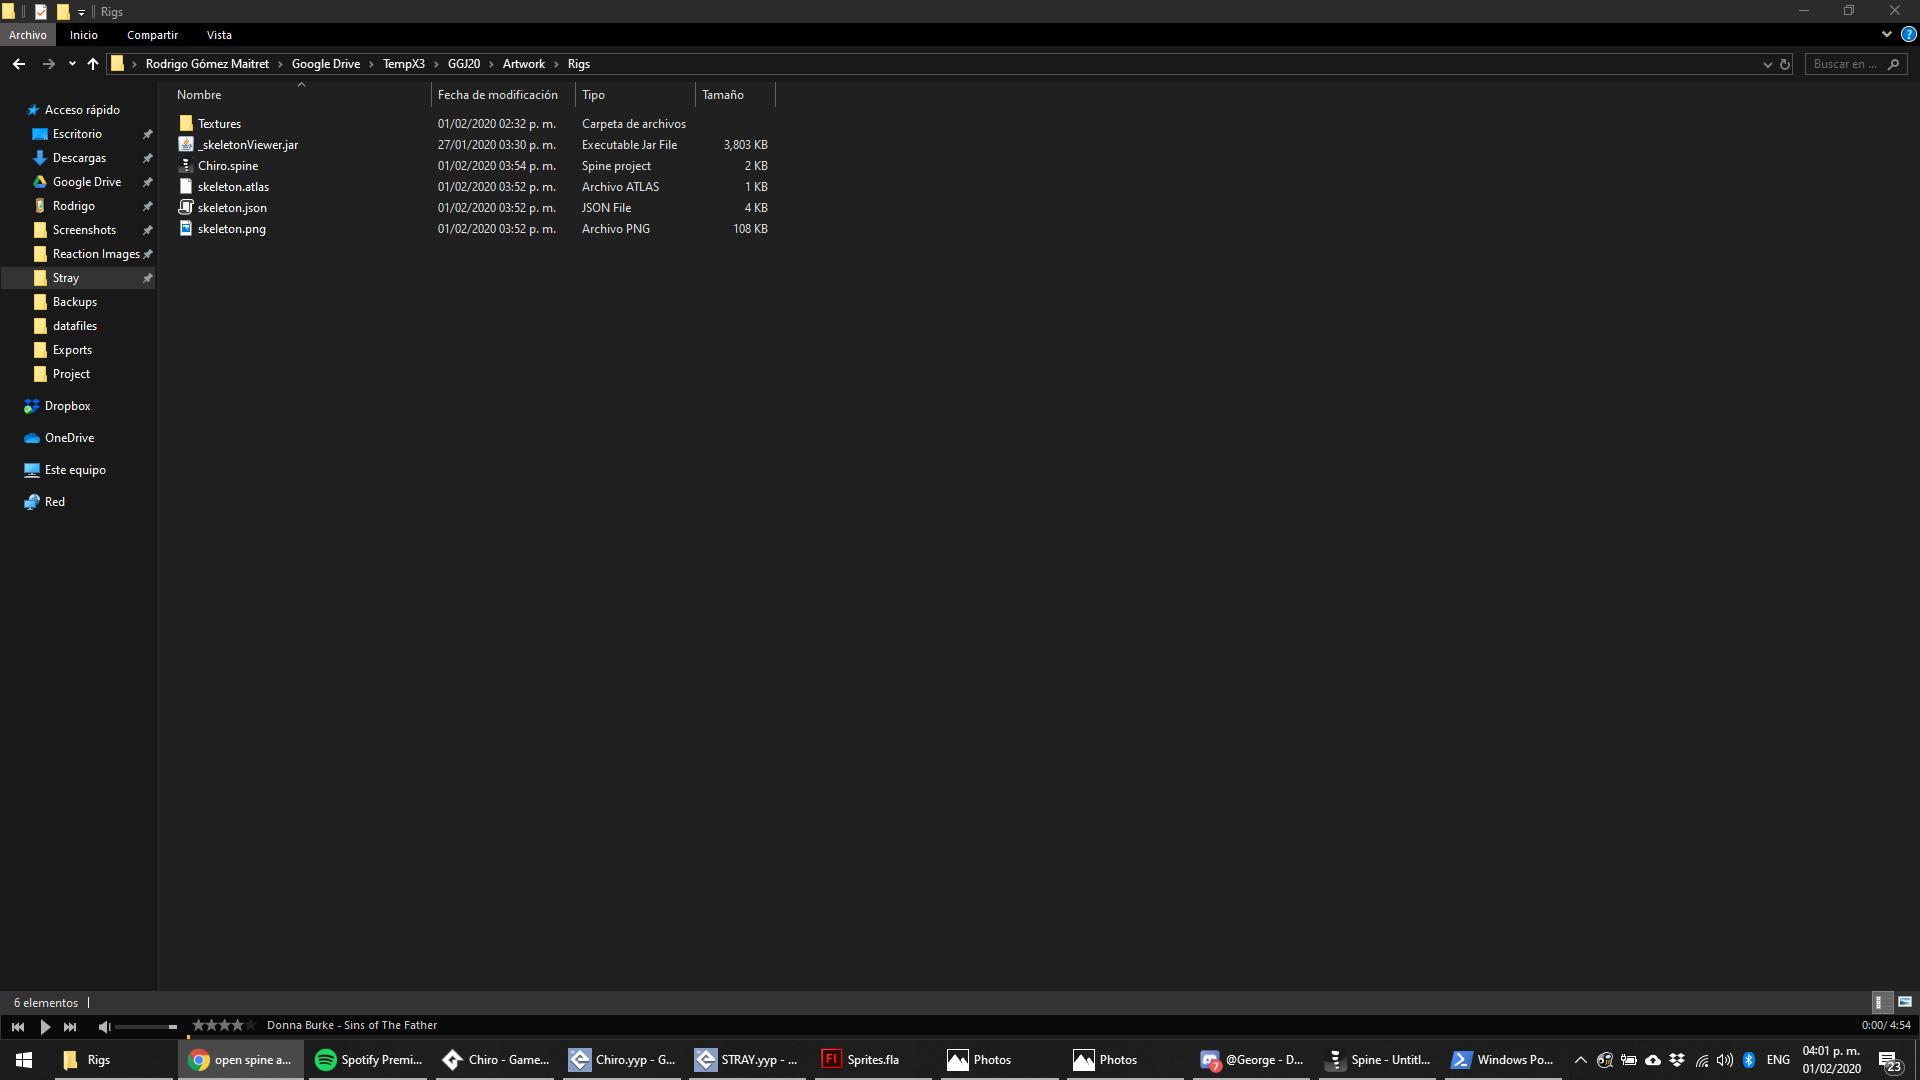 Rigs
Archivo Inicio Compartir Vista
Rodrigo Gómez Maitret Google Drive TempX3 GGJ20 Artwork Rigs Buscar en ...
Nombre Fecha de modificación Tipo Tamaño
Acceso rápido
Escritorio
Descargas
Google Drive
Rodrigo
Screenshots
Reaction Images
Stray
Backups
datafiles
Exports
Project
Dropbox
OneDrive
Este equipo
Red
Textures 01/02/2020 02:32 p. m. Carpeta de archivos
_skeletonViewer.jar 27/01/2020 03:30 p. m. Executable Jar File 3,803 KB
Chiro.spine 01/02/2020 03:54 p. m. Spine project 2 KB
skeleton.atlas 01/02/2020 03:52 p. m. Archivo ATLAS 1 KB
skeleton.json 01/02/2020 03:52 p. m. JSON File 4 KB
skeleton.png 01/02/2020 03:52 p. m. Archivo PNG 108 KB
6 elementos
Donna Burke - Sins of The Father 0:00/ 4:54
Rigs open spine a... Spotify Premi... Chiro - Game... Chiro.yyp - G... STRAY.yyp - ... Fl Sprites.fla Photos Photos 7 @George - D... Spine - Untitl... Windows Po... ENG 04:01 p. m. 23
01/02/2020